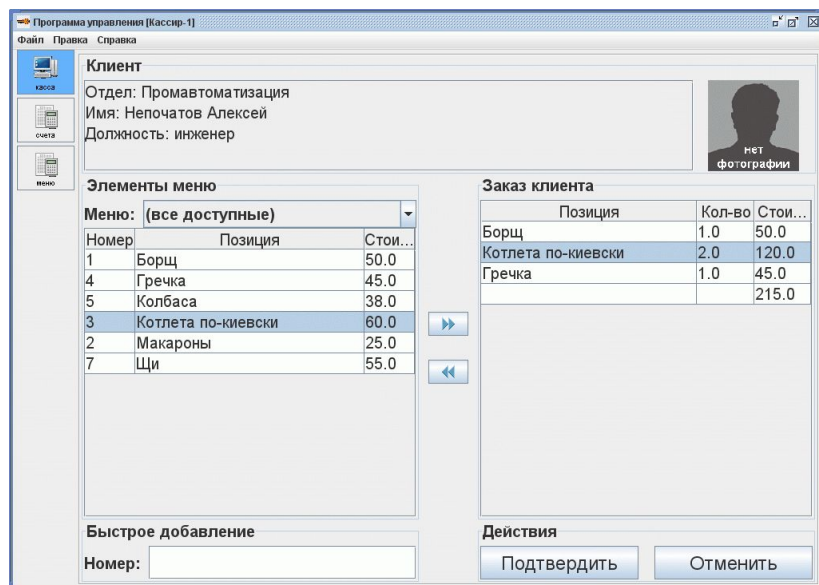 Программа управления [Кассир-1]
Файл Правка Справка
касса
счета
меню
Клиент
Отдел: Промавтоматизация
Имя: Непочатов Алексей
Должность: инженер
нет
фотографии
Элементы меню
Меню: (все доступные)
Номер Позиция Стои...
1 Борщ 50.0
4 Гречка 45.0
5 Колбаса 38.0
3 Котлета по-киевски 60.0
2 Макароны 25.0
7 Щи 55.0
Заказ клиента
Позиция Кол-во Стои...
Борщ 1.0 50.0
Котлета по-киевски 2.0 120.0
Гречка 1.0 45.0
215.0
Быстрое добавление
Номер:
Действия
Подтвердить Отменить